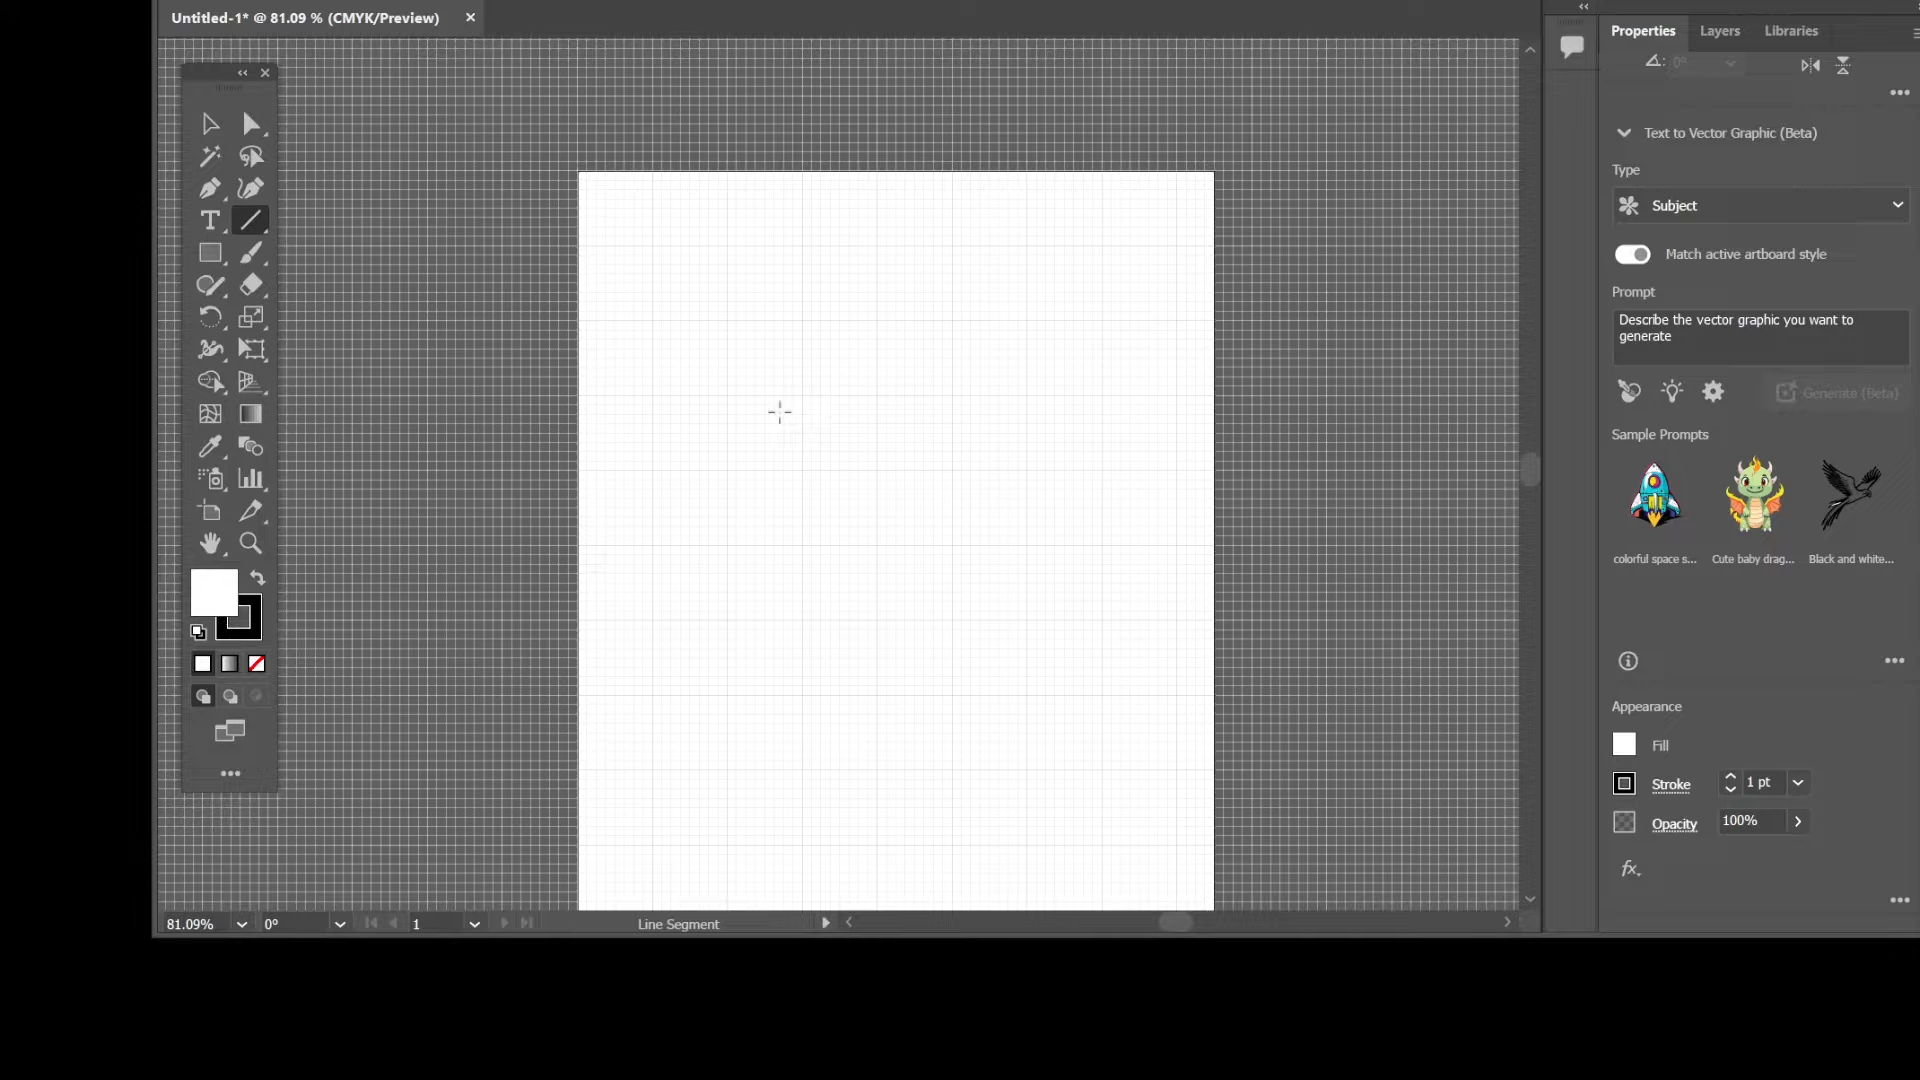 Untitled-1* @ 81.09 % (CMYK/Preview)
Properties
Layers
Libraries
0°
Text to Vector Graphic (Beta)
Type
Subject
Match active artboard style
Prompt
Describe the vector graphic you want to
generate
Generate (Beta)
Sample Prompts
colorful space s...
Cute baby drag...
Black and white...
Appearance
Fill
Stroke
1 pt
Opacity
100%
fx
81.09%
0°
1
Line Segment